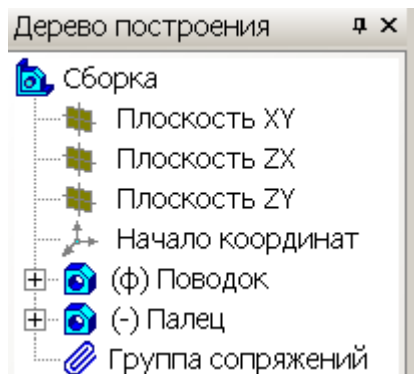 Дерево построения
Сборка
Плоскость XY
Плоскость ZX
Плоскость ZY
Начало координат
(ф) Поводок
(-) Палец
Группа сопряжений